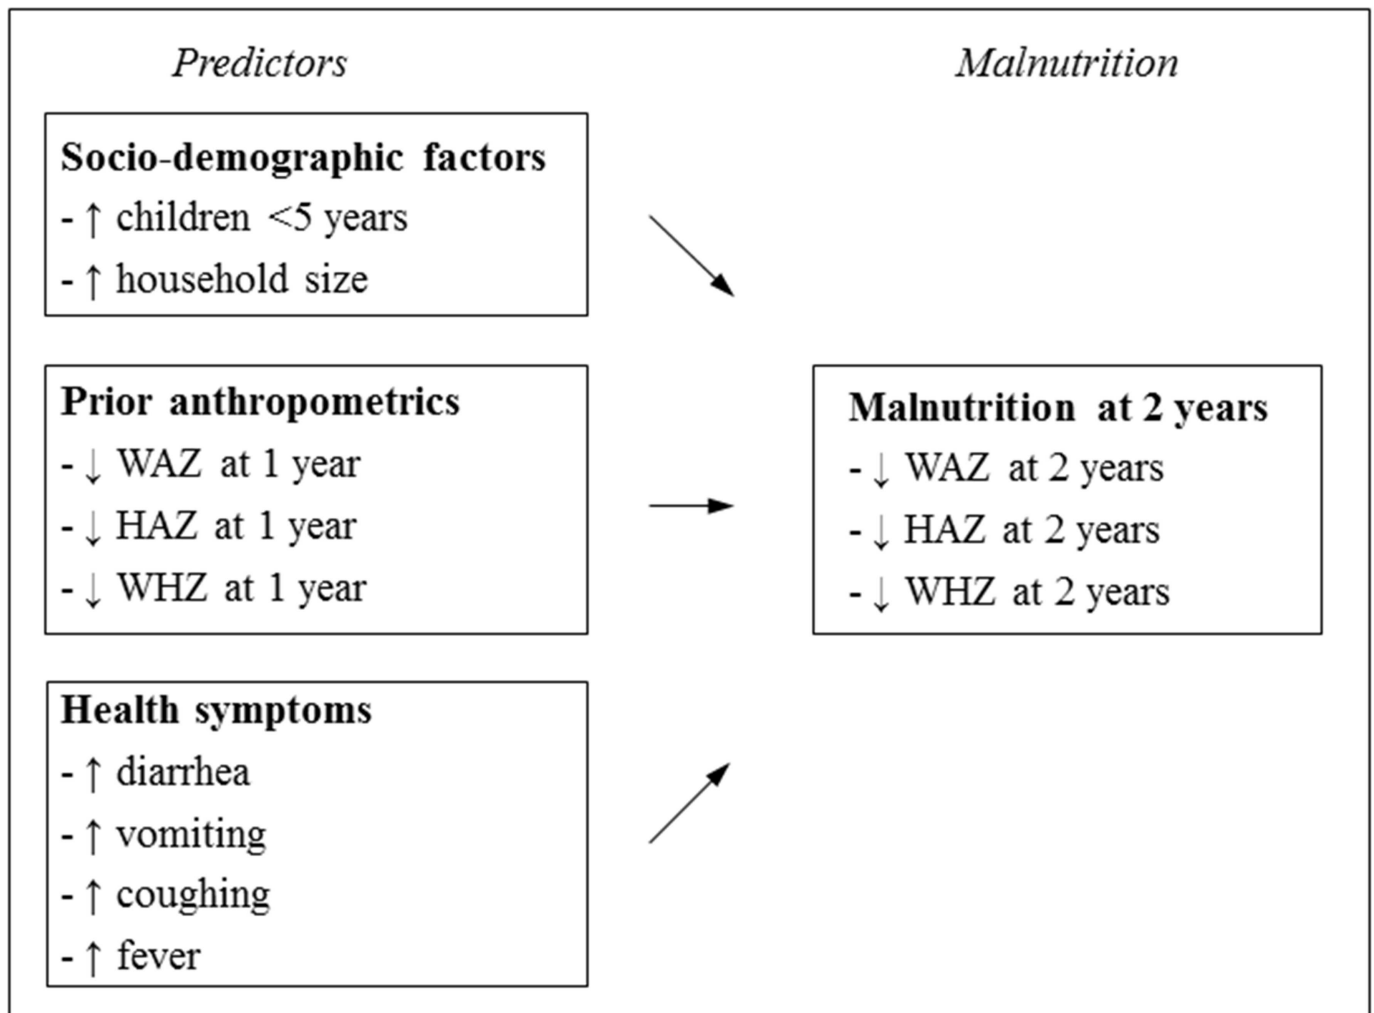 Predictors
Malnutrition
Socio-demographic factors
- ↑ children <5 years
- ↑ household size
Prior anthropometrics
- ↓ WAZ at 1 year
- ↓ HAZ at 1 year
- ↓ WHZ at 1 year
Malnutrition at 2 years
- ↓ WAZ at 2 years
- ↓ HAZ at 2 years
- ↓ WHZ at 2 years
Health symptoms
- ↑ diarrhea
- ↑ vomiting
- ↑ coughing
- ↑ fever